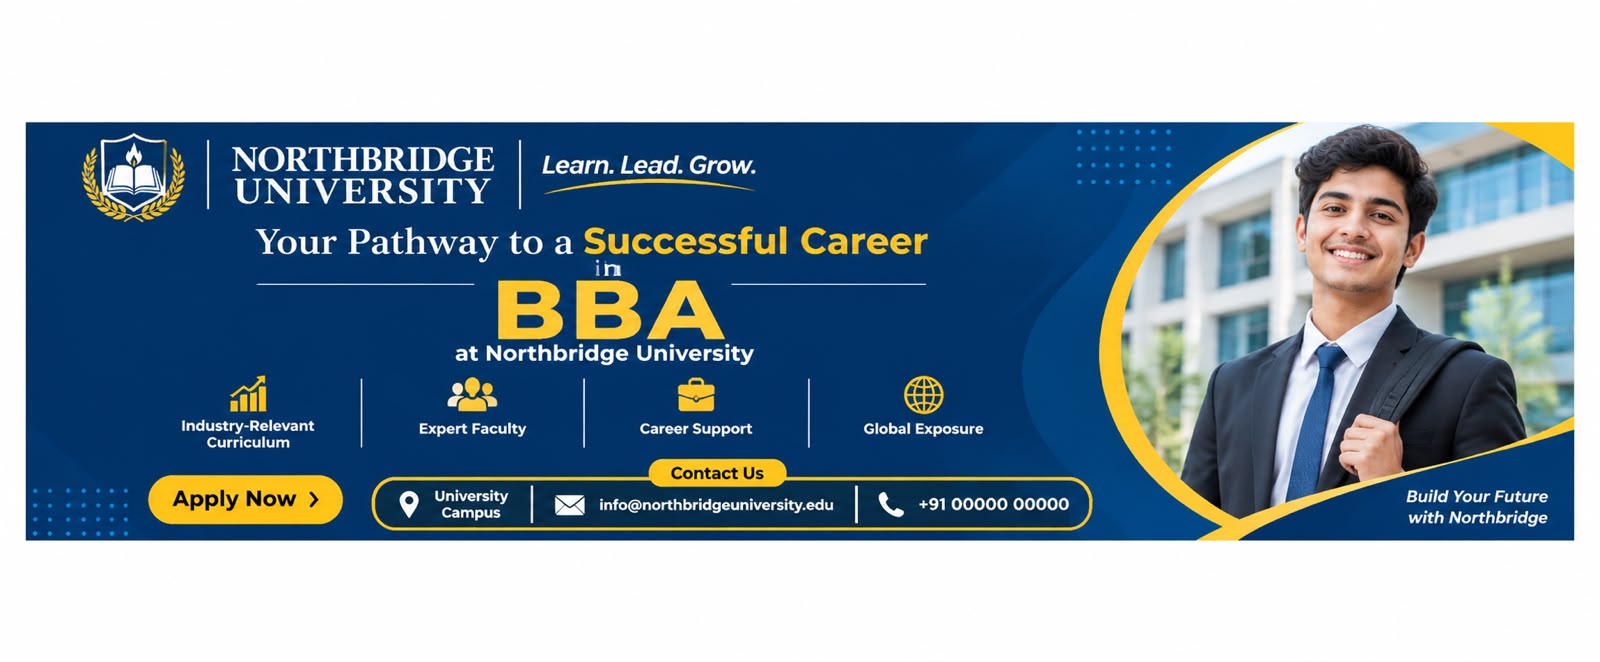 NORTHBRIDGE
UNIVERSITY
Learn. Lead. Grow.
Your Pathway to a Successful Career
in
BBA
at Northbridge University
Industry-Relevant
Curriculum
Expert Faculty
Career Support
Global Exposure
Apply Now
Contact Us
University
Campus
info@northbridgeuniversity.edu
+91 00000 00000
Build Your Future
with Northbridge